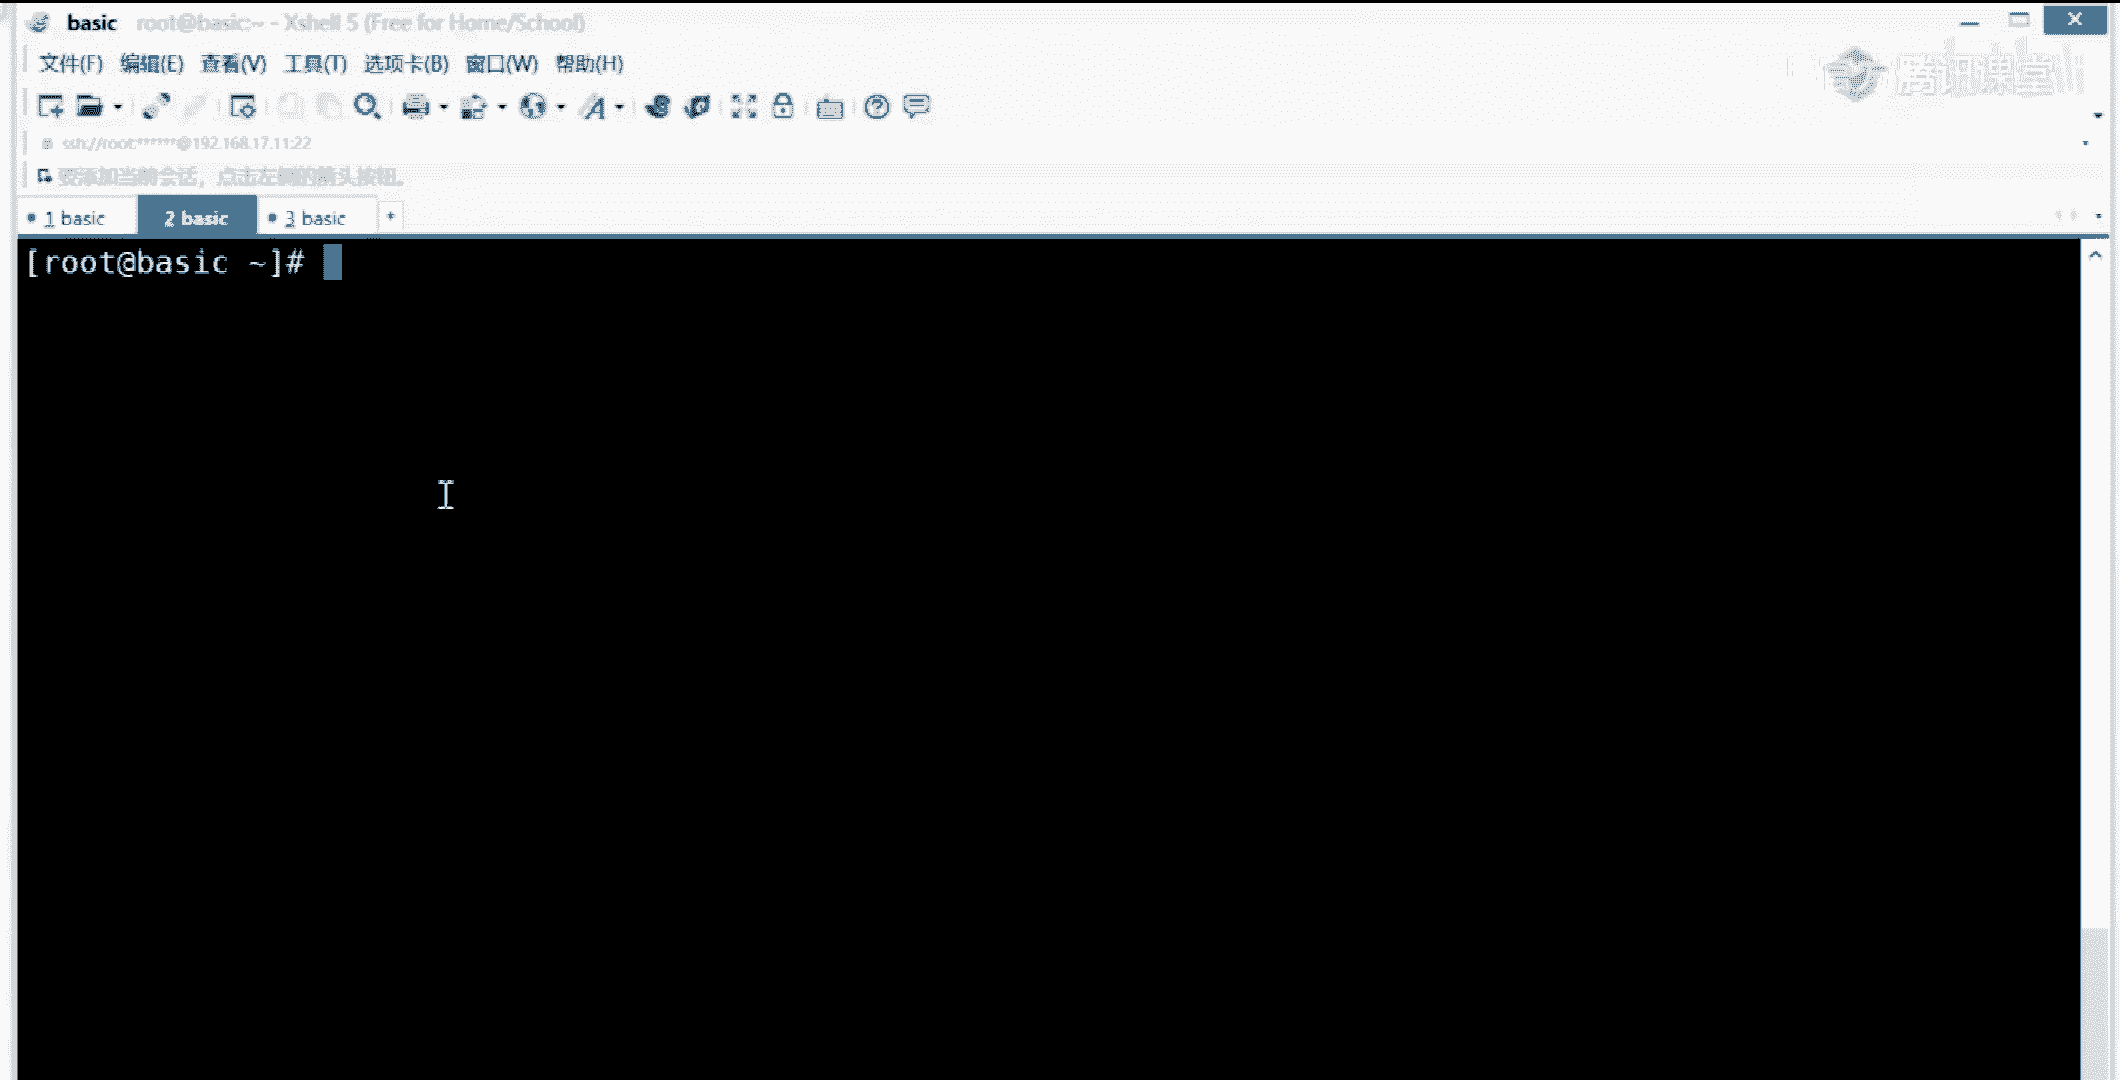 basic root@basic:~ - Xshell 5 (Free for Home/School)
文件(F) 编辑(E) 查看(V) 工具(T) 选项卡(B) 窗口(W) 帮助(H)
腾讯课堂
ssh://root:******@192.168.17.11:22
要添加当前会话，点击左侧的箭头按钮。
1 basic 2 basic 3 basic +
[root@basic ~]#